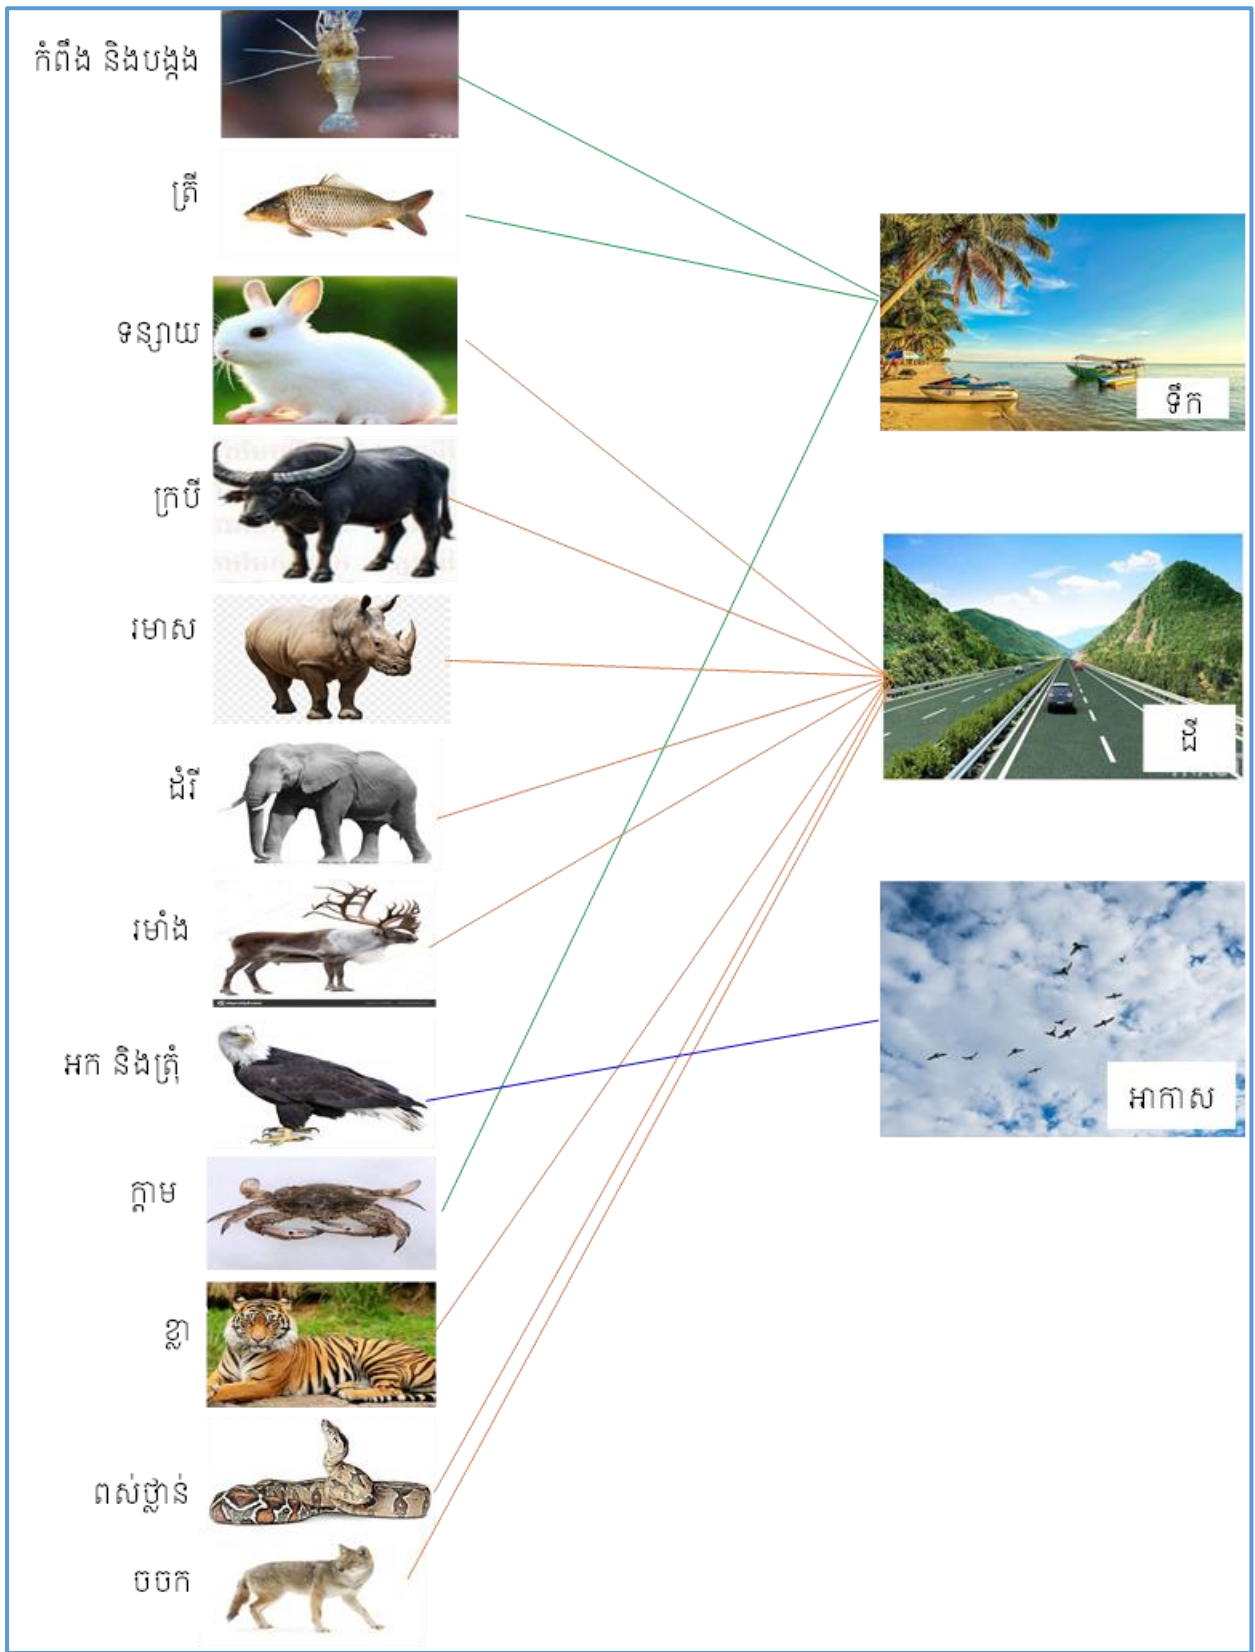 កំពឹង និងបង្កង
ត្រី
ទន្សាយ
ទឹក
ក្របី
រមាស
ដី
ដំរី
រមាំង
អក និងត្រុំ
អាកាស
ក្តាម
ខ្លា
ពស់ថ្លាន់
ចចក